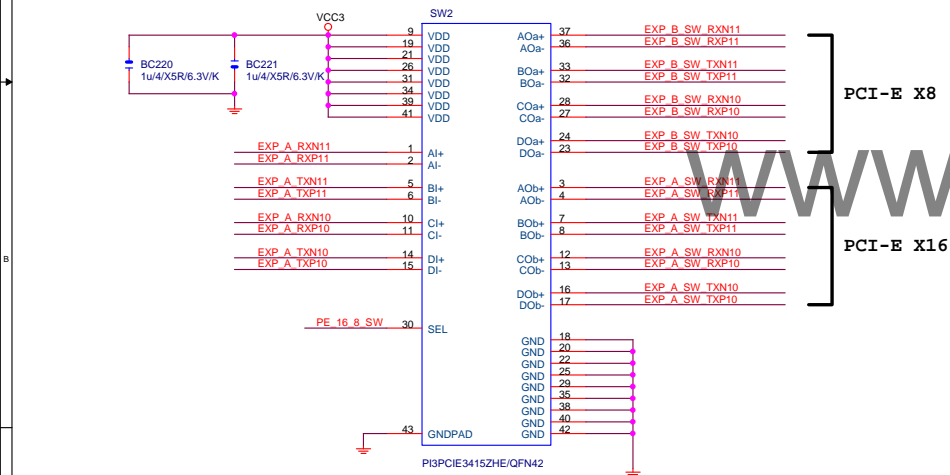 SW2
VCC3
BC220
1u/4/X5R/6.3V/K
BC221
1u/4/X5R/6.3V/K
9 VDD
19 VDD
21 VDD
26 VDD
31 VDD
34 VDD
39 VDD
41 VDD
EXP_A_RXN11 1 AI+
EXP_A_RXP11 2 AI-
EXP_A_TXN11 5 BI+
EXP_A_TXP11 6 BI-
EXP_A_RXN10 10 CI+
EXP_A_RXP10 11 CI-
EXP_A_TXN10 14 DI+
EXP_A_TXP10 15 DI-
PE_16_8_SW 30 SEL
43 GNDPAD
AOa+ 37 EXP_B_SW_RXN11
AOa- 36 EXP_B_SW_RXP11
BOa+ 33 EXP_B_SW_TXN11
BOa- 32 EXP_B_SW_TXP11
COa+ 28 EXP_B_SW_RXN10
COa- 27 EXP_B_SW_RXP10
DOa+ 24 EXP_B_SW_TXN10
DOa- 23 EXP_B_SW_TXP10
PCI-E X8
AOb+ 3 EXP_A_SW_RXN11
AOb- 4 EXP_A_SW_RXP11
BOb+ 7 EXP_A_SW_TXN11
BOb- 8 EXP_A_SW_TXP11
COb+ 12 EXP_A_SW_RXN10
COb- 13 EXP_A_SW_RXP10
DOb+ 16 EXP_A_SW_TXN10
DOb- 17 EXP_A_SW_TXP10
PCI-E X16
GND 18
GND 20
GND 22
GND 25
GND 29
GND 35
GND 38
GND 40
GND 42
PI3PCIE3415ZHE/QFN42
B